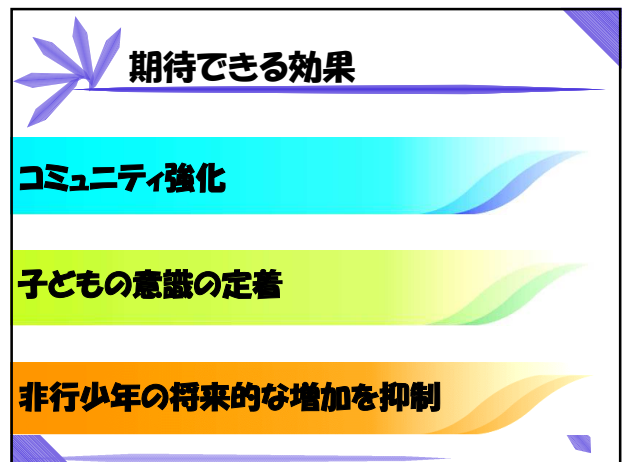 期待できる効果
コミュニティ強化
子どもの意識の定着
非行少年の将来的な増加を抑制